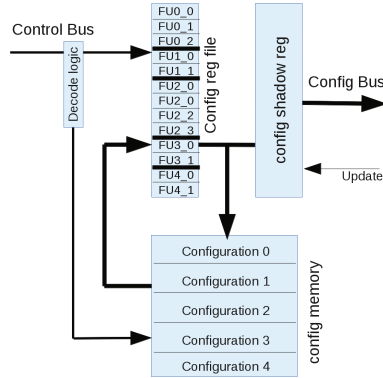 Control Bus
Decode logic
FU0_0
FU0_1
FU0_2
FU1_0
FU1_1
FU2_0
FU2_0
FU2_2
FU2_3
FU3_0
FU3_1
FU4_0
FU4_1
Config reg file
config shadow reg
Config Bus
Update
Configuration 0
Configuration 1
Configuration 2
Configuration 3
Configuration 4
config memory